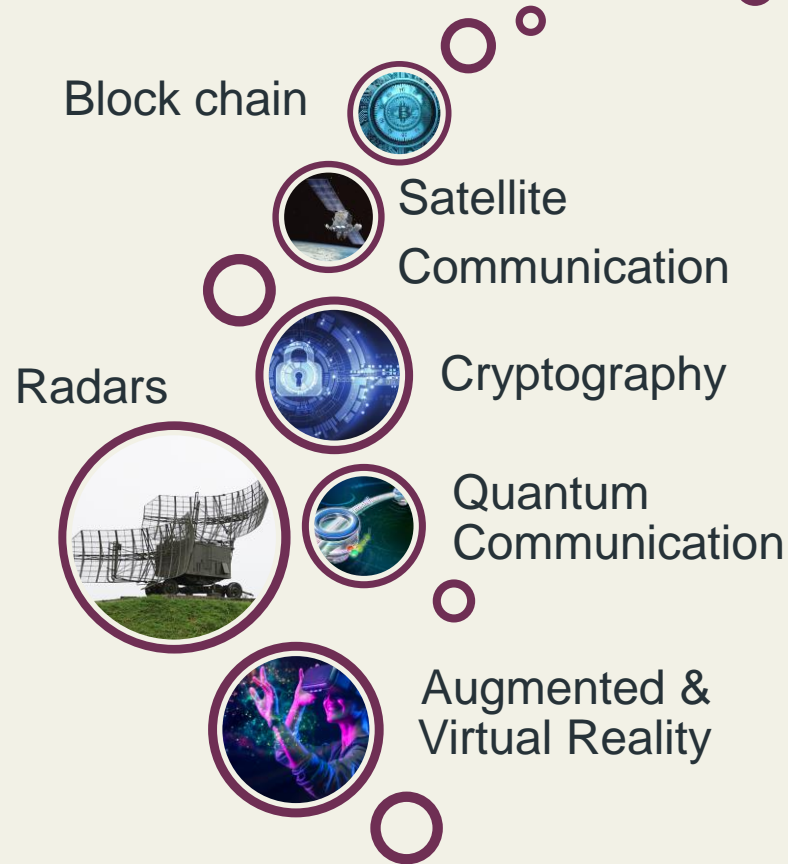 Block chain
Satellite
Communication
Radars
Cryptography
Quantum
Communication
Augmented &
Virtual Reality